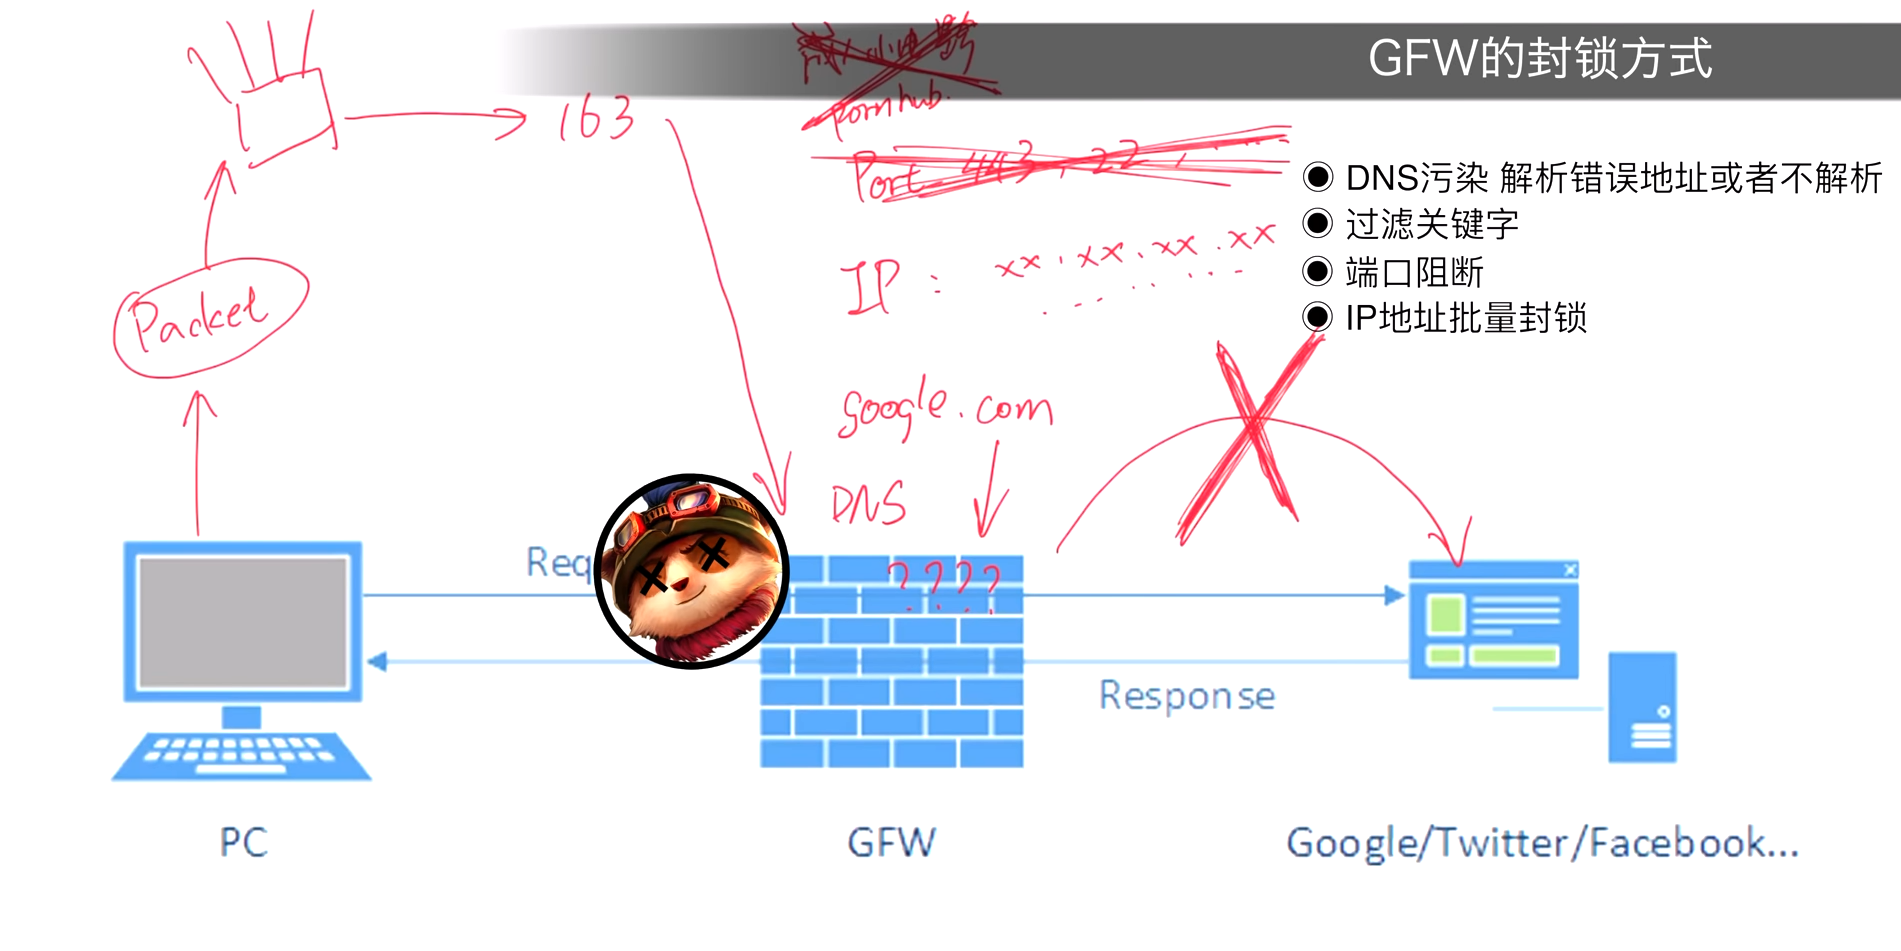 GFW的封锁方式
pornhub.
163
Port 443, 22,
DNS污染 解析错误地址或者不解析
过滤关键字
端口阻断
IP地址批量封锁
IP : xx.xx.xx.xx
Packet
google.com
DNS
????
Req
Response
PC
GFW
Google/Twitter/Facebook...